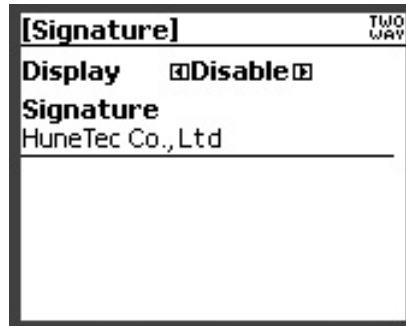 [Signature]
TWO
WAY
Display Disable
Signature
HuneTec Co.,Ltd